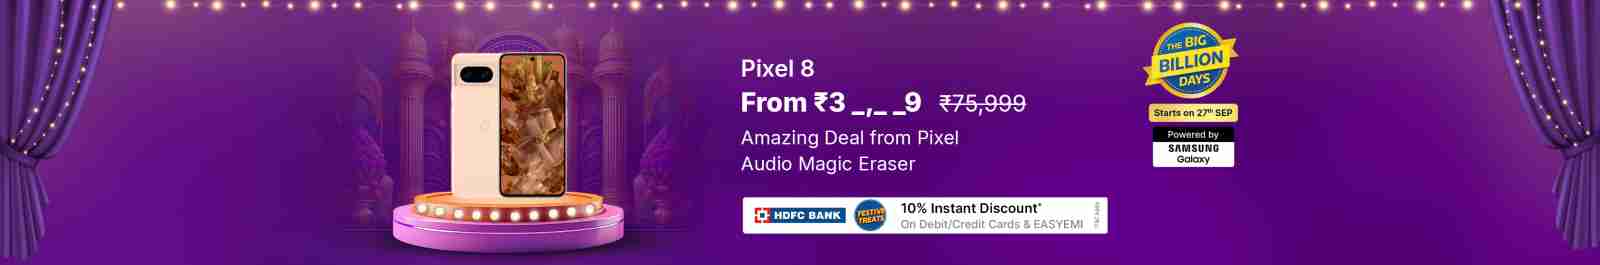 Pixel 8
From ₹3 _,_ _9 ₹75,999
Amazing Deal from Pixel
Audio Magic Eraser
HDFC BANK
FESTIVE
TREATS
10% Instant Discount*
On Debit/Credit Cards & EASYEMI
*T&C Apply
THE BIG
BILLION
DAYS
Starts on 27th SEP
Powered by
SAMSUNG
Galaxy